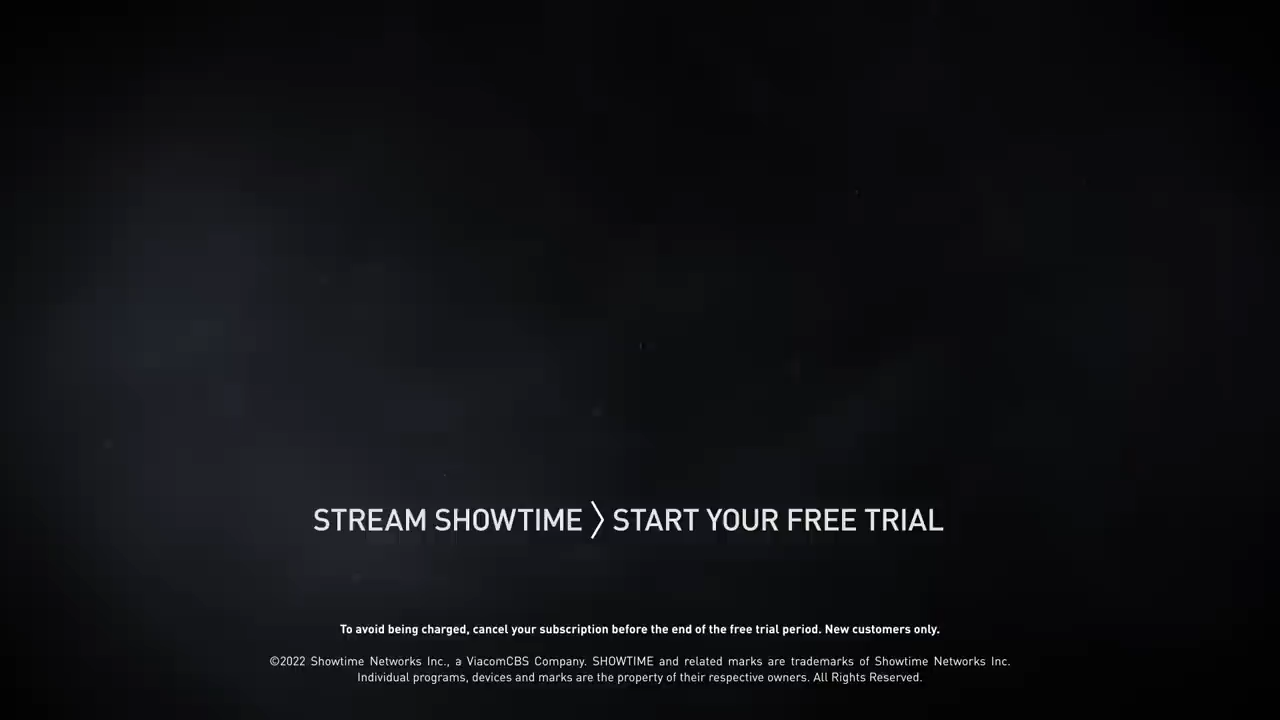 STREAM SHOWTIME 〉START YOUR FREE TRIAL
To avoid being charged, cancel your subscription before the end of the free trial period. New customers only.
©2022 Showtime Networks Inc., a ViacomCBS Company. SHOWTIME and related marks are trademarks of Showtime Networks Inc.
Individual programs, devices and marks are the property of their respective owners. All Rights Reserved.